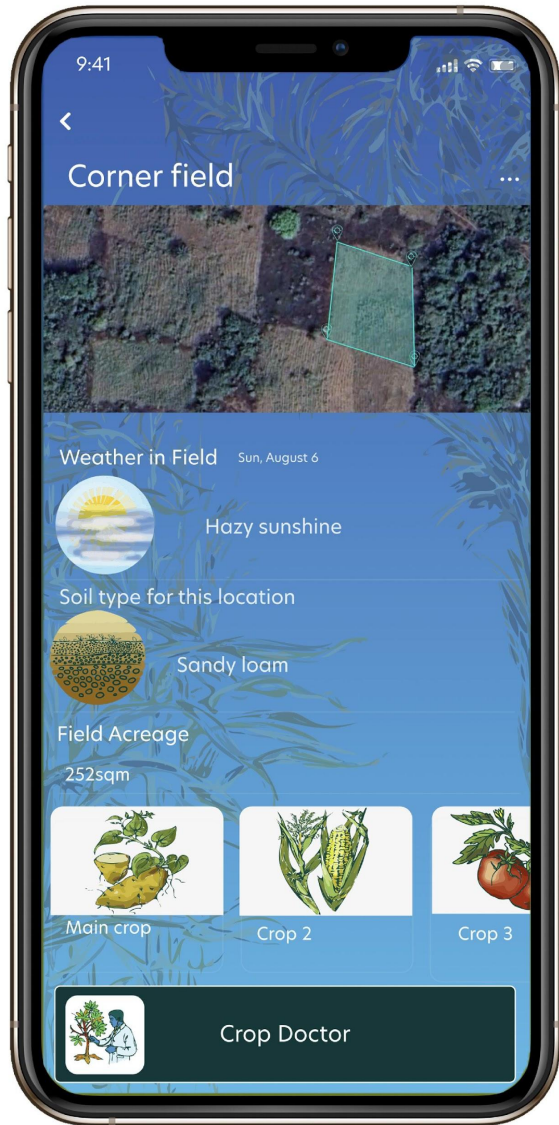 9:41
Corner field
...
Weather in Field Sun, August 6
Hazy sunshine
Soil type for this location
Sandy loam
Field Acreage
252sqm
Main crop Crop 2 Crop 3
Crop Doctor